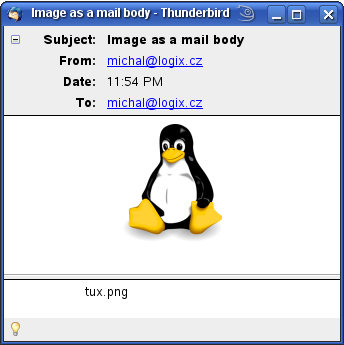 Image as a mail body - Thunderbird
Subject: Image as a mail body
From: michal@logix.cz
Date: 11:54 PM
To: michal@logix.cz
tux.png